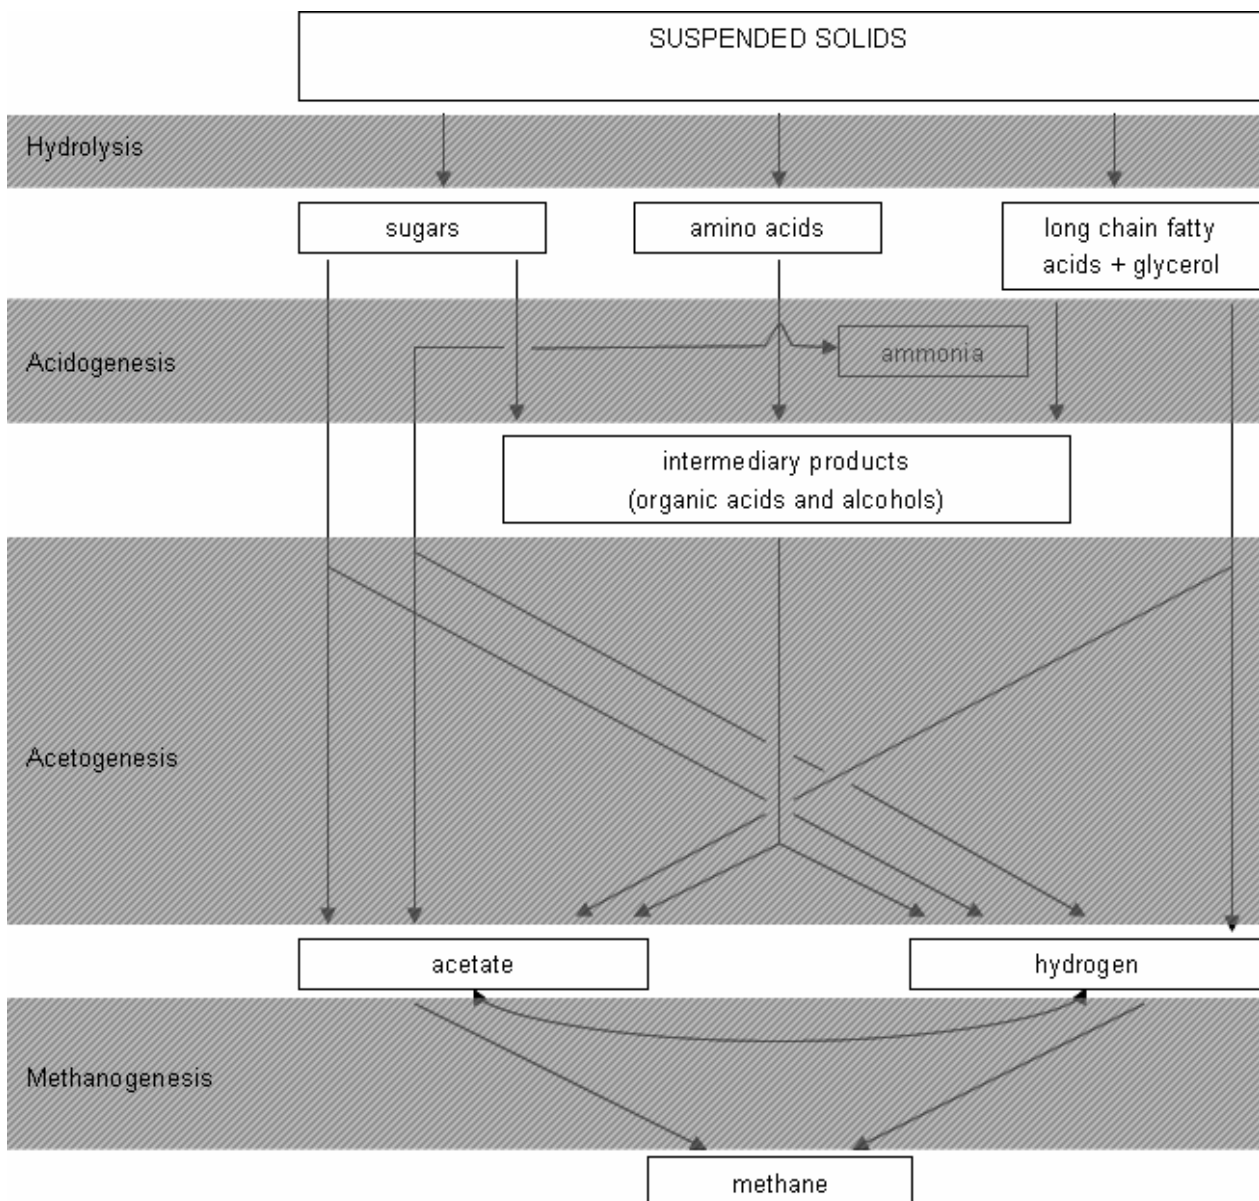 SUSPENDED SOLIDS
Hydrolysis
sugars
amino acids
long chain fatty
acids + glycerol
Acidogenesis
ammonia
intermediary products
(organic acids and alcohols)
Acetogenesis
acetate
hydrogen
Methanogenesis
methane